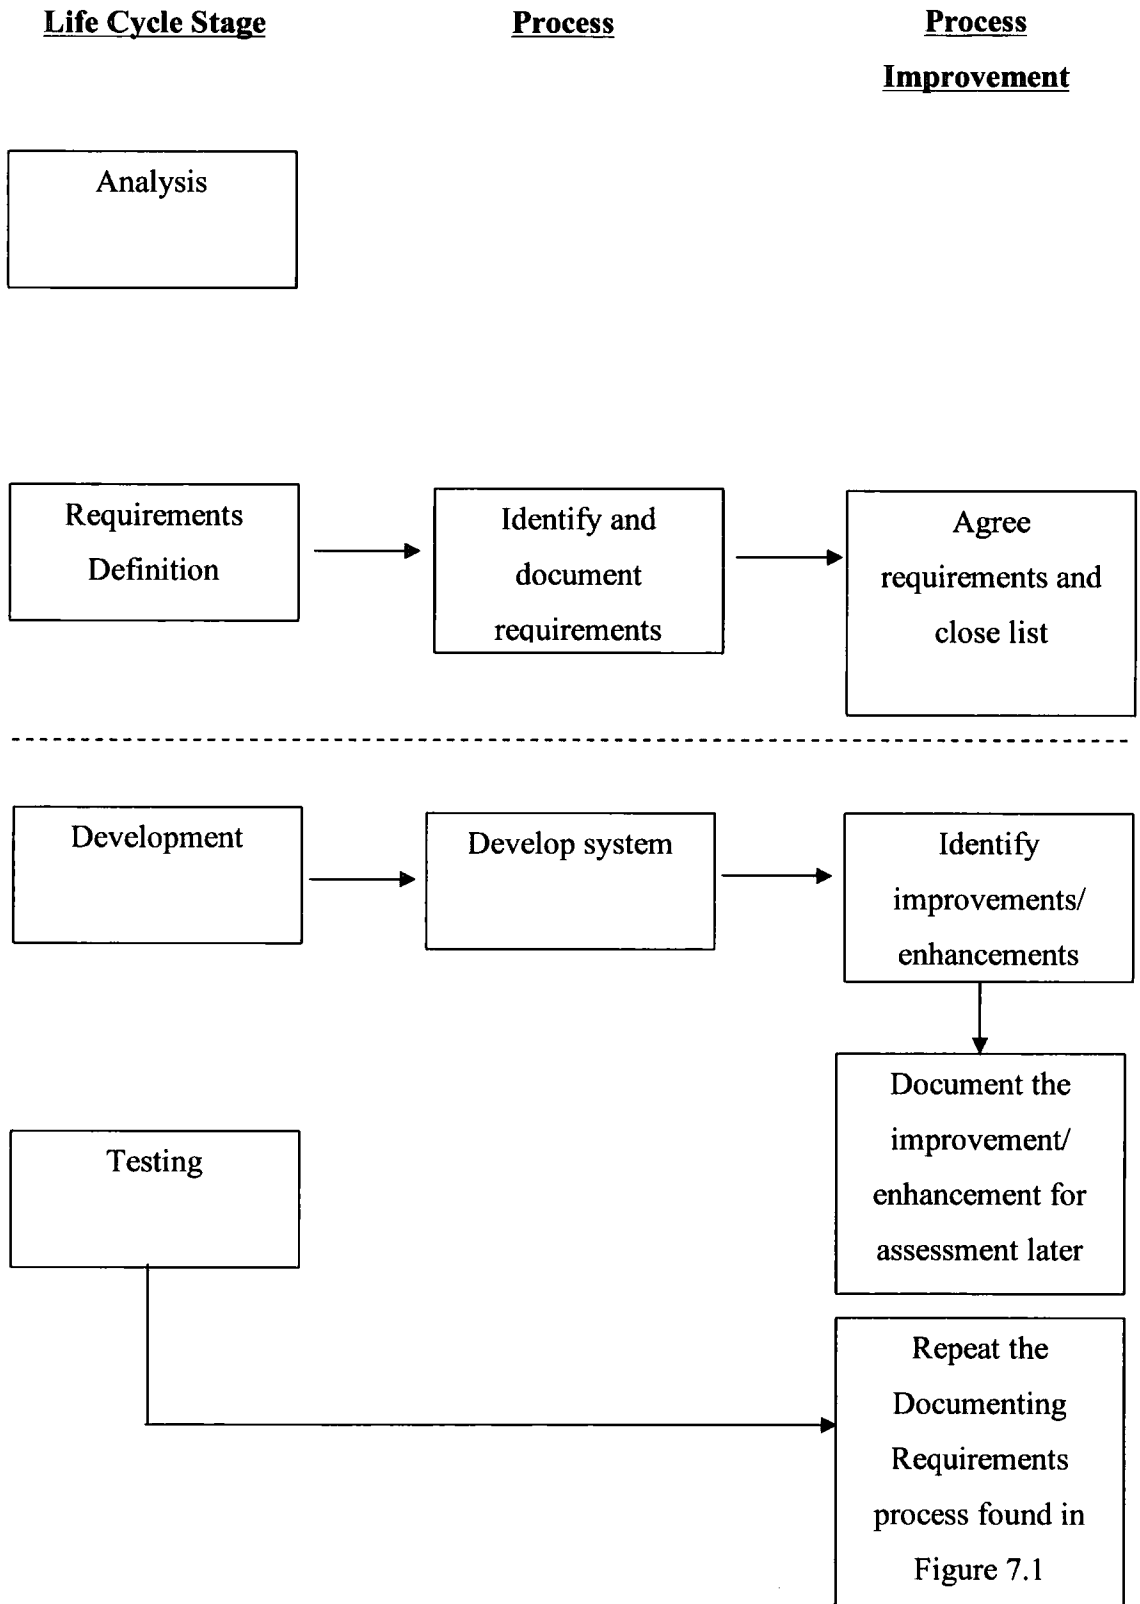 Life Cycle Stage
Process
Process
Improvement
Analysis
Requirements
Definition
Identify and
document
requirements
Agree
requirements and
close list
Development
Develop system
Identify
improvements/
enhancements
Document the
improvement/
enhancement for
assessment later
Testing
Repeat the
Documenting
Requirements
process found in
Figure 7.1